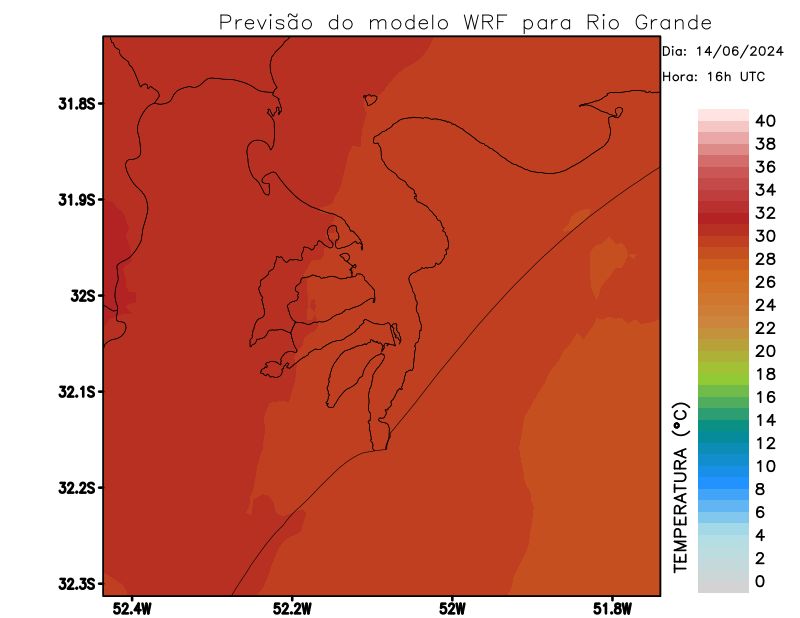 Previsão do modelo WRF para Rio Grande
Dia: 14/06/2024
Hora: 16h UTC
31.8S
31.9S
32S
32.1S
32.2S
32.3S
52.4W
52.2W
52W
51.8W
TEMPERATURA (°C)
40
38
36
34
32
30
28
26
24
22
20
18
16
14
12
10
8
6
4
2
0